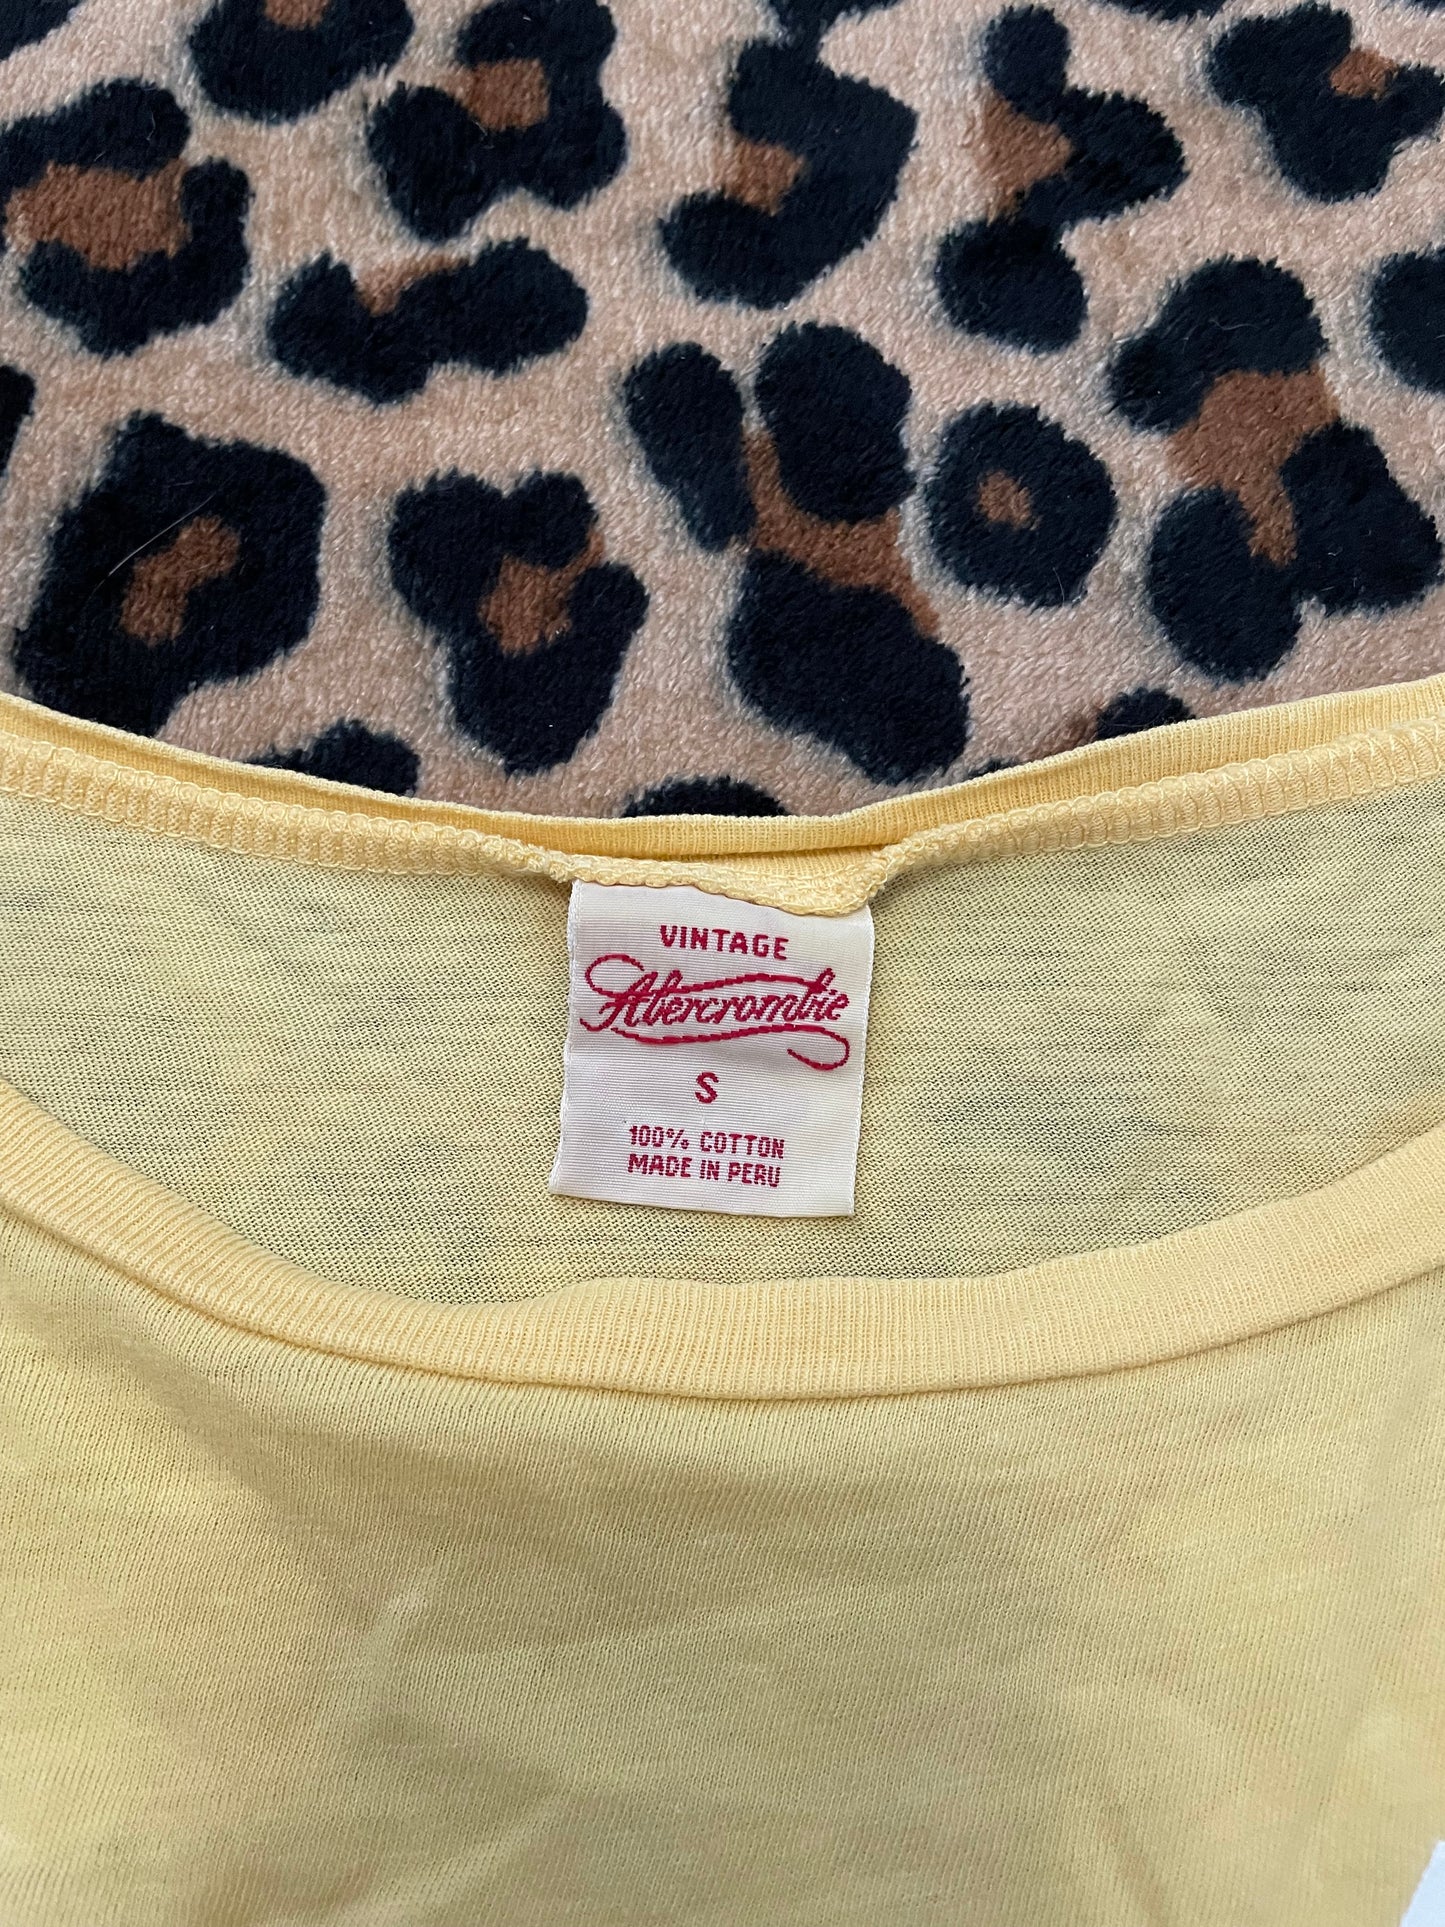 VINTAGE
Abercrombie
S
100% COTTON
MADE IN PERU